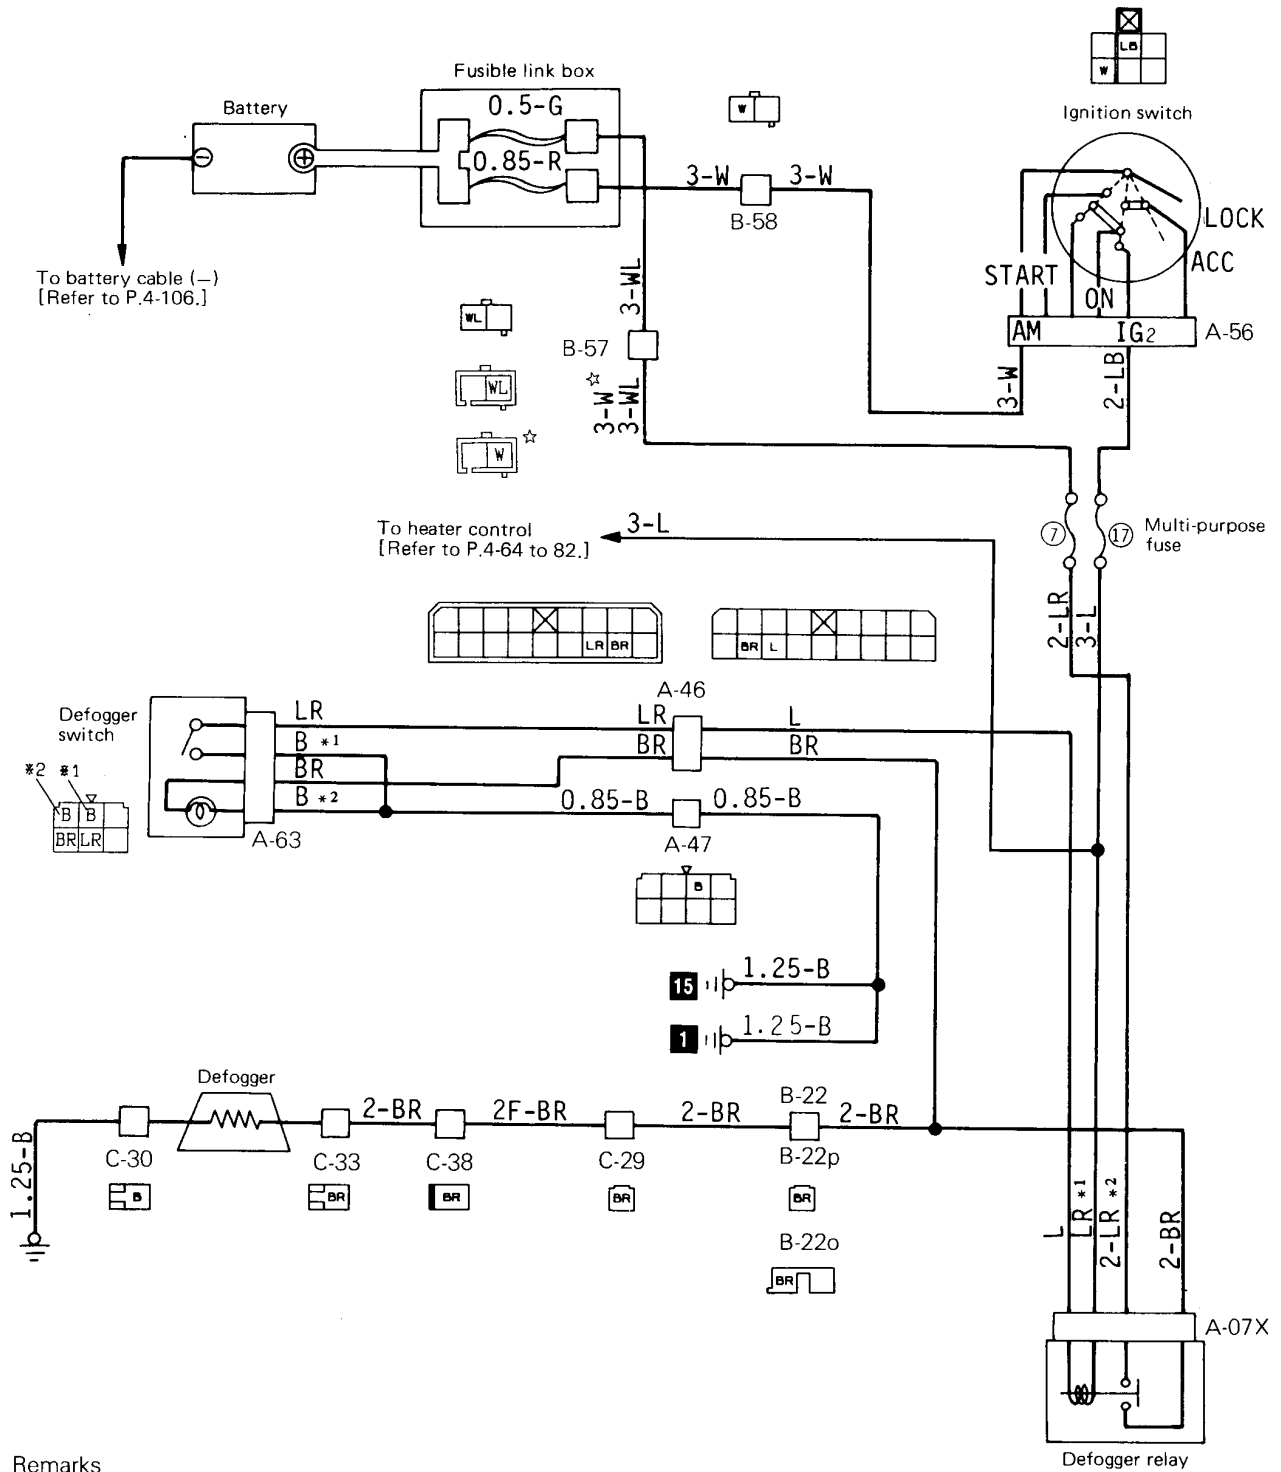 LB
W
Ignition switch
Fusible link box
Battery
0.5-G
0.85-R
W
3-W
3-W
B-58
LOCK
ACC
START
ON
AM
IG2
A-56
To battery cable (−)
[Refer to P.4-106.]
3-WL
WL
B-57
☆
WL
3-W
3-WL
W ☆
3-W
2-LB
To heater control
[Refer to P.4-64 to 82.]
3-L
7
17
Multi-purpose
fuse
2-LR
3-L
LR BR
BR L
A-46
Defogger
switch
LR
LR
L
B *1
BR
BR
BR
B *2
0.85-B
0.85-B
*2 *1
B B
BR LR
A-63
A-47
B
15
1.25-B
1
1.25-B
Defogger
2-BR
2F-BR
2-BR
B-22
2-BR
1.25-B
C-30
C-33
C-38
C-29
B-22p
B
BR
BR
BR
BR
B-22o
BR
L
LR *1
2-LR *2
2-BR
A-07X
Defogger relay
Remarks